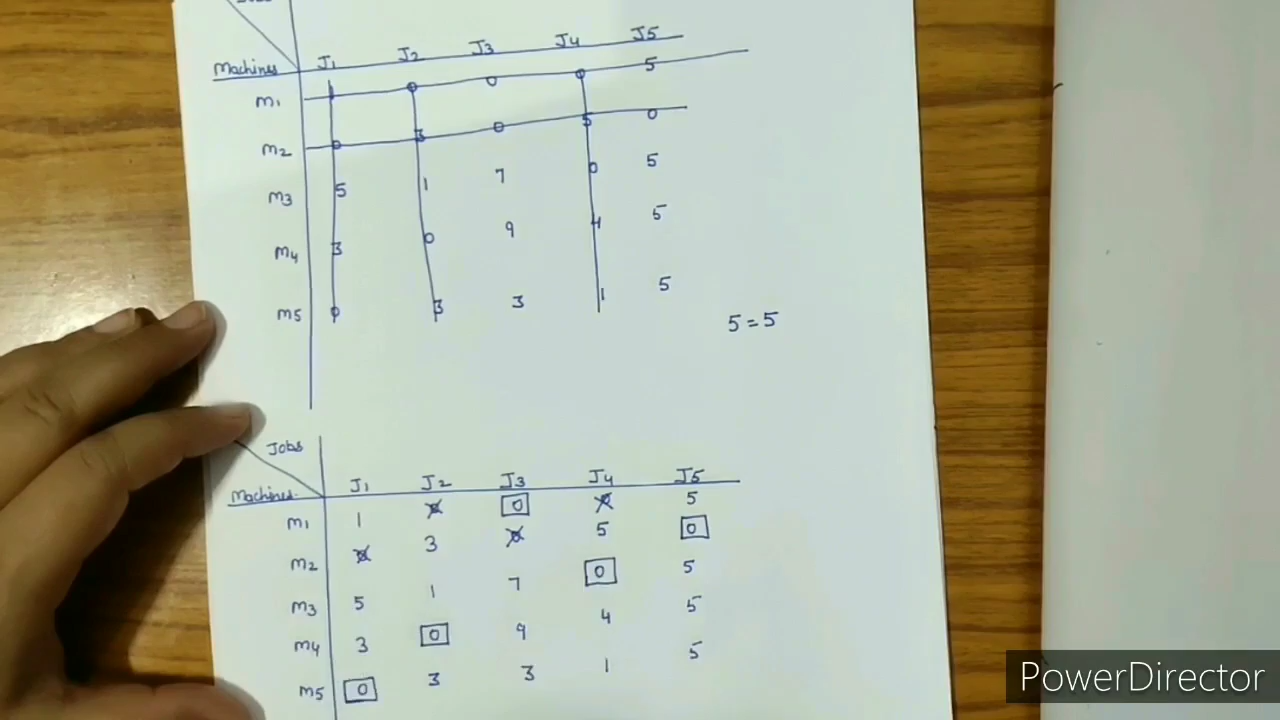 Machines J1 J2 J3 J4 J5
M1 1 0 0 0 5
M2 0 3 0 5 0
M3 5 1 7 0 5
M4 3 0 9 4 5
M5 0 3 3 1 5
5=5
Jobs
Machines J1 J2 J3 J4 J5
M1 1 0 0 0 5
M2 0 3 0 5 0
M3 5 1 7 0 5
M4 3 0 9 4 5
M5 0 3 3 1 5
PowerDirector